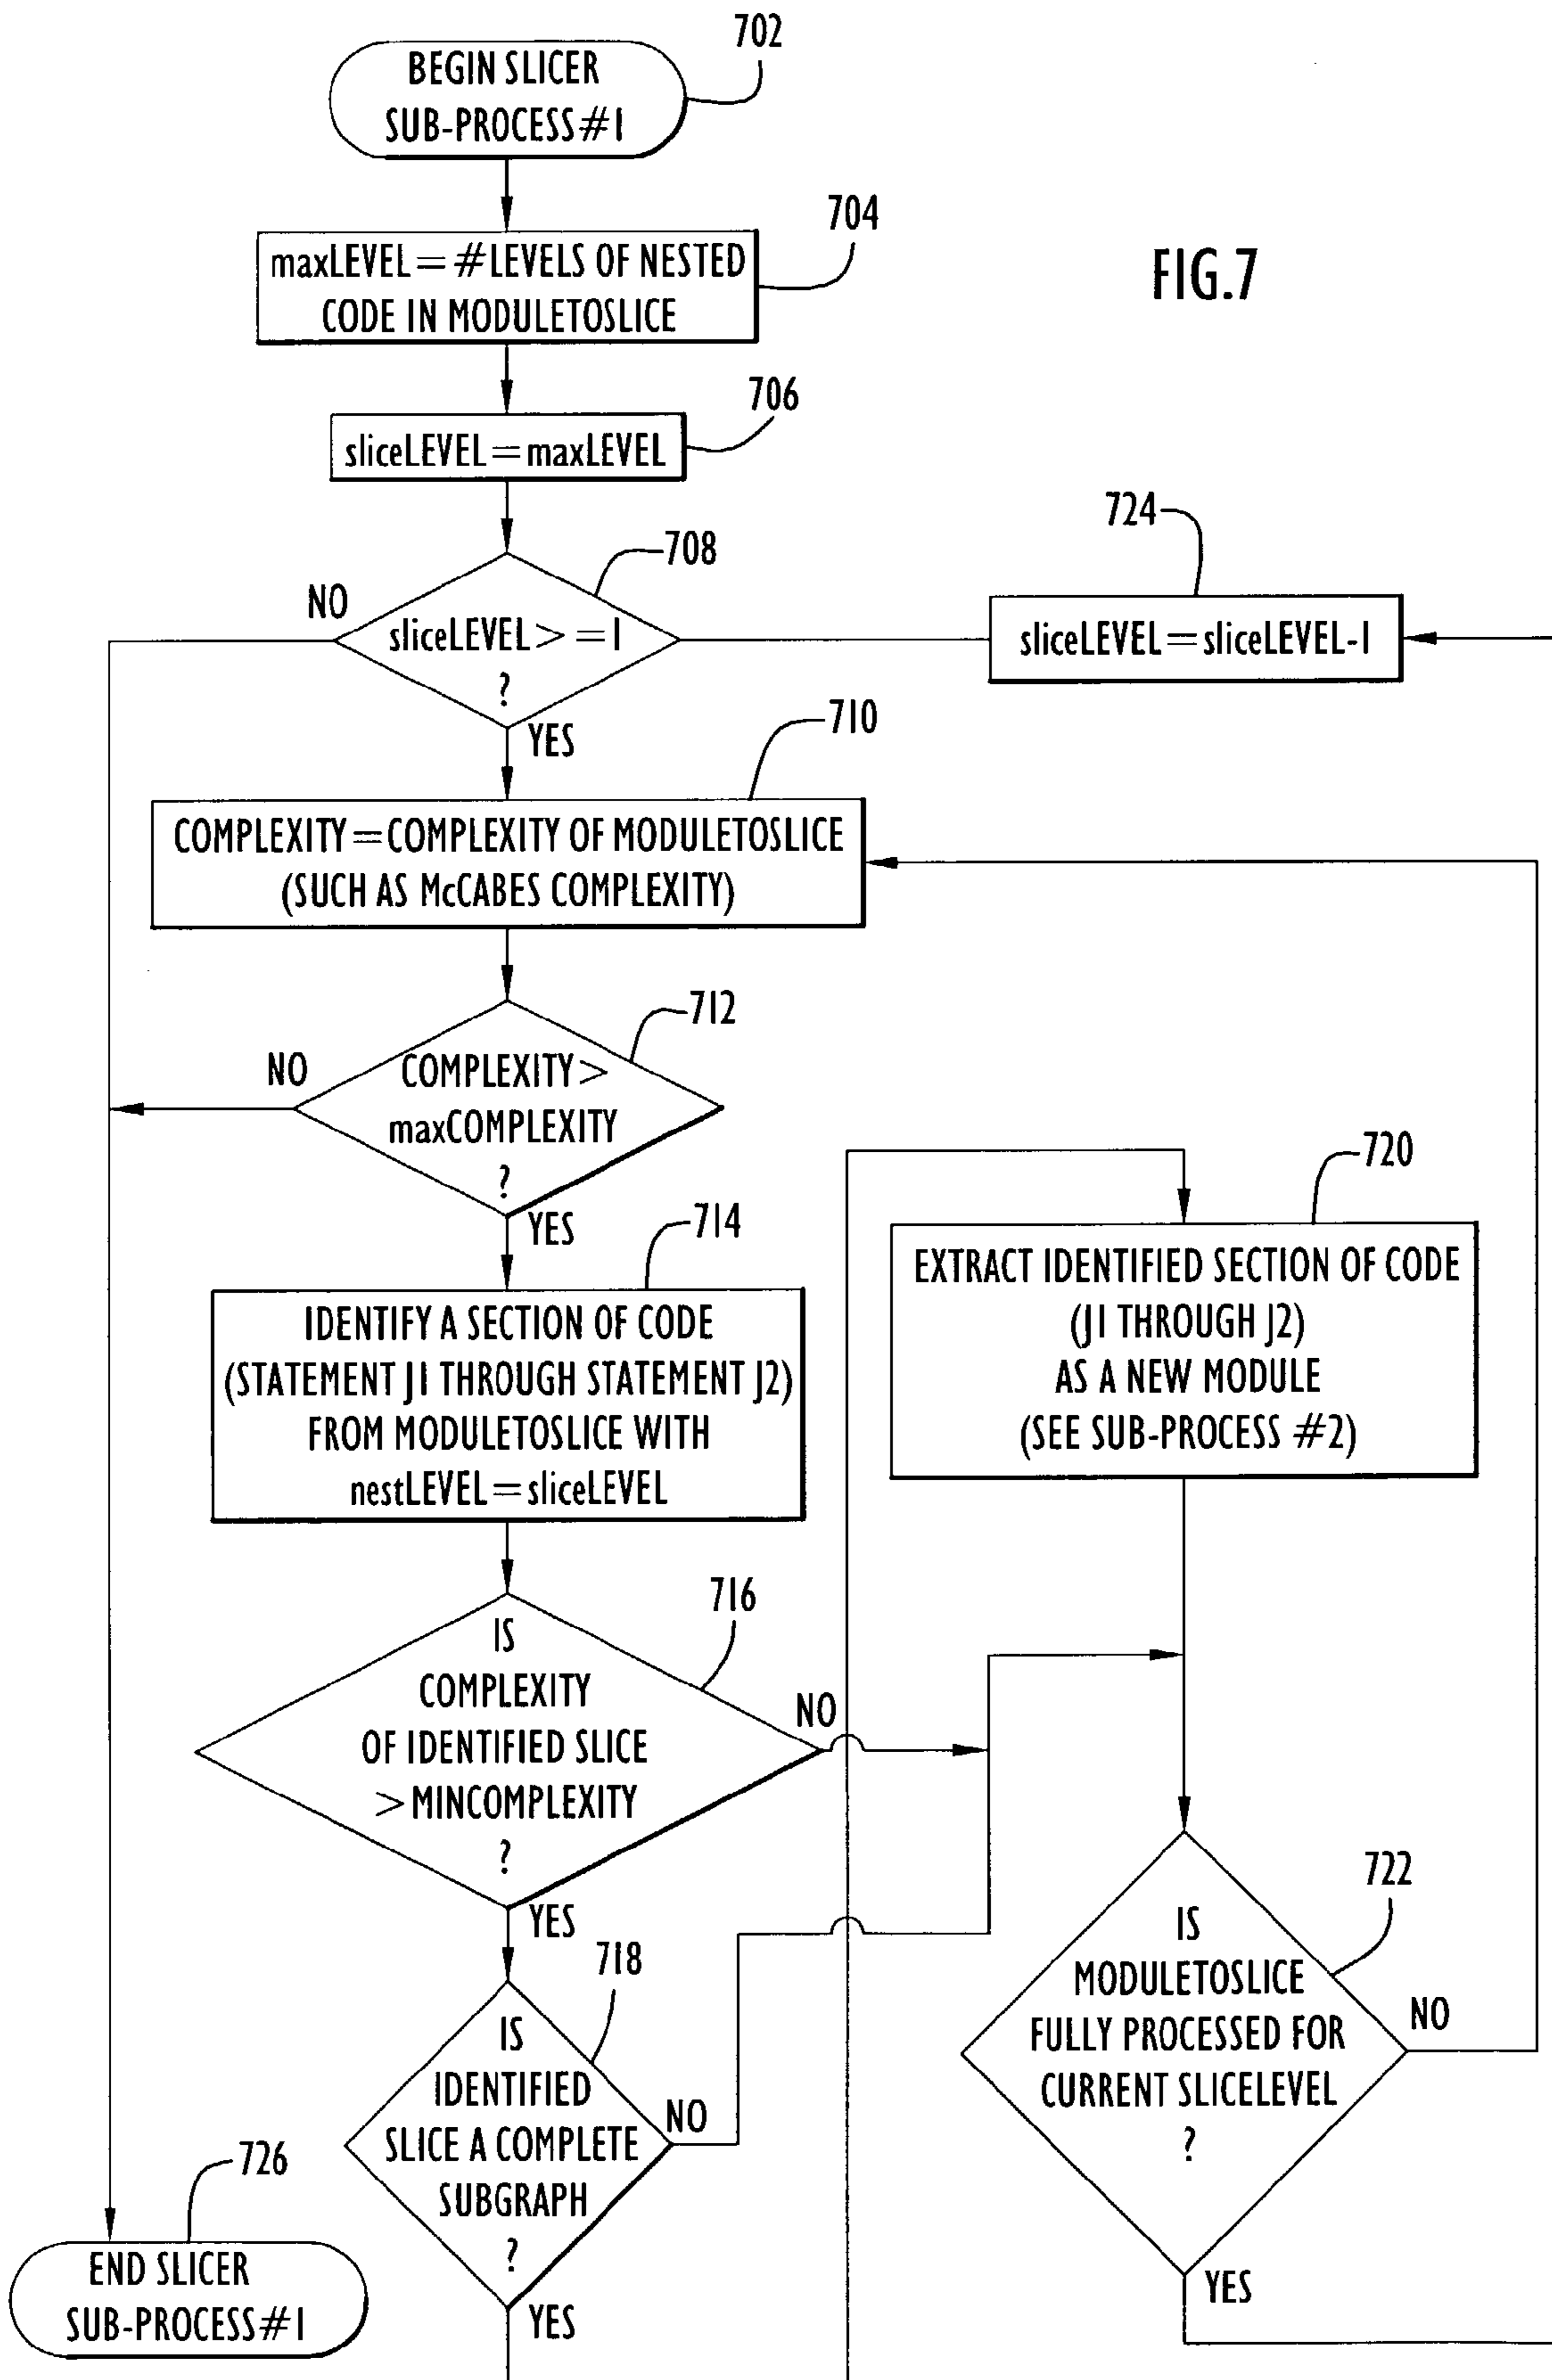 702
BEGIN SLICER
SUB-PROCESS#1
704
maxLEVEL=#LEVELS OF NESTED
CODE IN MODULETOSLICE
FIG.7
706
sliceLEVEL=maxLEVEL
724
708
NO
sliceLEVEL>=1
?
sliceLEVEL=sliceLEVEL-1
YES
710
COMPLEXITY=COMPLEXITY OF MODULETOSLICE
(SUCH AS McCABES COMPLEXITY)
712
NO
COMPLEXITY>
maxCOMPLEXITY
?
YES
714
IDENTIFY A SECTION OF CODE
(STATEMENT J1 THROUGH STATEMENT J2)
FROM MODULETOSLICE WITH
nestLEVEL=sliceLEVEL
720
EXTRACT IDENTIFIED SECTION OF CODE
(J1 THROUGH J2)
AS A NEW MODULE
(SEE SUB-PROCESS #2)
716
IS
COMPLEXITY
OF IDENTIFIED SLICE
>MINCOMPLEXITY
?
NO
YES
718
IS
IDENTIFIED
SLICE A COMPLETE
SUBGRAPH
?
NO
YES
722
IS
MODULETOSLICE
FULLY PROCESSED FOR
CURRENT SLICELEVEL
?
NO
YES
726
END SLICER
SUB-PROCESS#1